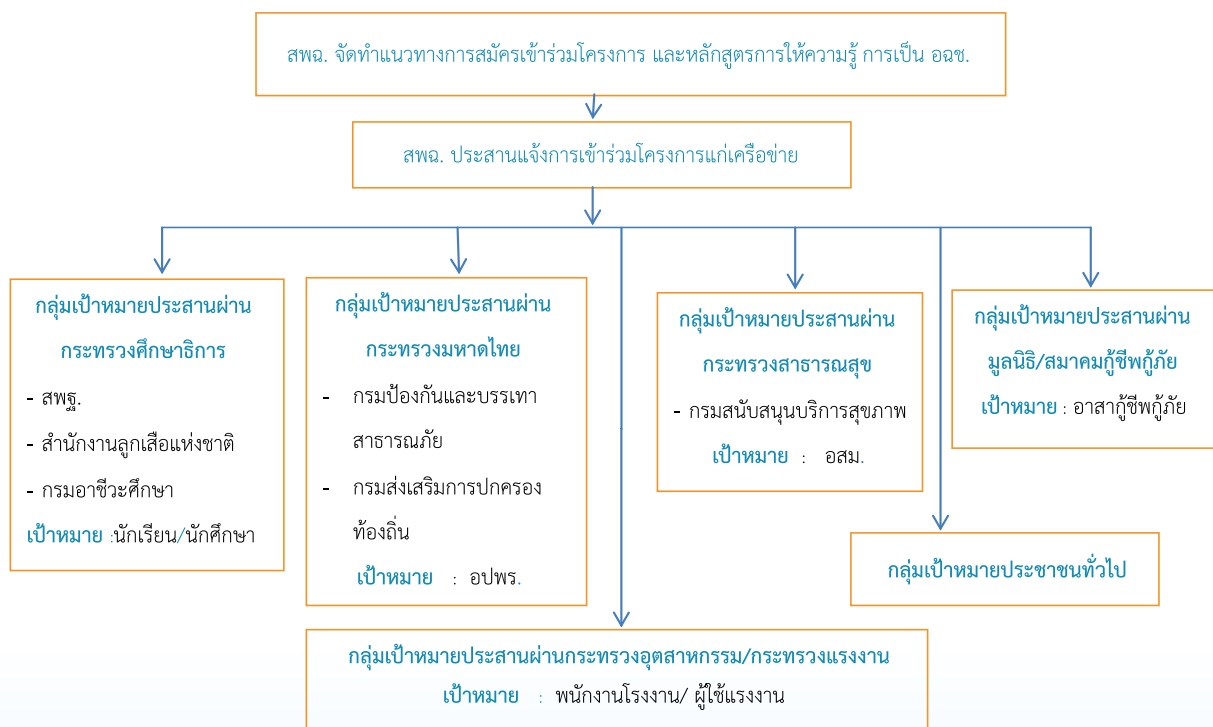 สพฉ. จัดทำแนวทางการสมัครเข้าร่วมโครงการ และหลักสูตรการให้ความรู้ การเป็น อฉช.
สพฉ. ประสานแจ้งการเข้าร่วมโครงการแก่เครือข่าย
กลุ่มเป้าหมายประสานผ่าน
กระทรวงศึกษาธิการ
- สพฐ.
- สำนักงานลูกเสือแห่งชาติ
- กรมอาชีวะศึกษา
เป้าหมาย :นักเรียน/นักศึกษา
กลุ่มเป้าหมายประสานผ่าน
กระทรวงมหาดไทย
- กรมป้องกันและบรรเทา
สาธารณภัย
- กรมส่งเสริมการปกครอง
ท้องถิ่น
เป้าหมาย : อปพร.
กลุ่มเป้าหมายประสานผ่าน
กระทรวงสาธารณสุข
- กรมสนับสนุนบริการสุขภาพ
เป้าหมาย : อสม.
กลุ่มเป้าหมายประสานผ่าน
มูลนิธิ/สมาคมกู้ชีพกู้ภัย
เป้าหมาย : อาสากู้ชีพกู้ภัย
กลุ่มเป้าหมายประชาชนทั่วไป
กลุ่มเป้าหมายประสานผ่านกระทรวงอุตสาหกรรม/กระทรวงแรงงาน
เป้าหมาย : พนักงานโรงงาน/ ผู้ใช้แรงงาน